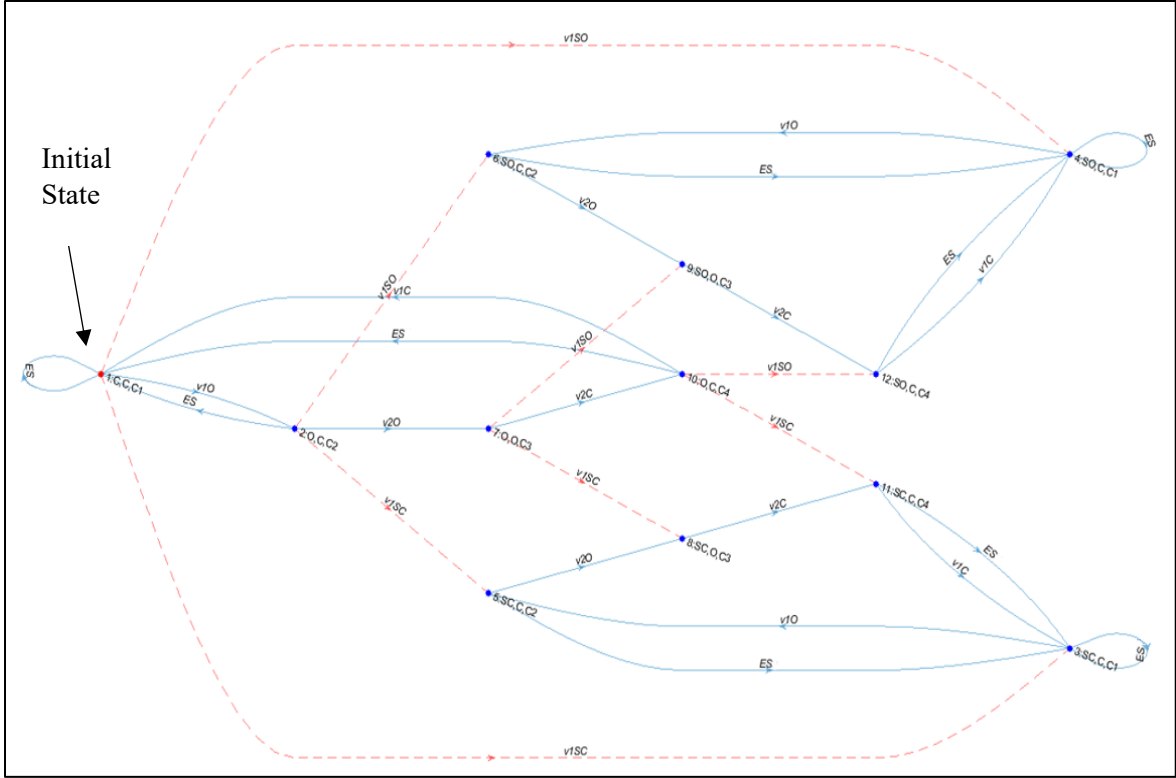 v1SO
v1O
ES
4:SO,C,C1
Initial
State
6:SO,C,C2
ES
v2O
ES
v1C
9:SO,O,C3
v1SO
v1C
v2C
ES
v1SO
v1SO
ES
1:C,C,C1
v1O
ES
10:O,C,C4
12:SO,C,C4
v2C
2:O,C,C2
v2O
7:O,O,C3
v1SC
v1SC
11:SC,C,C4
v1SC
v2C
8:SC,O,C3
ES
v1C
v2O
5:SC,C,C2
v1O
3:SC,C,C1
ES
ES
v1SC